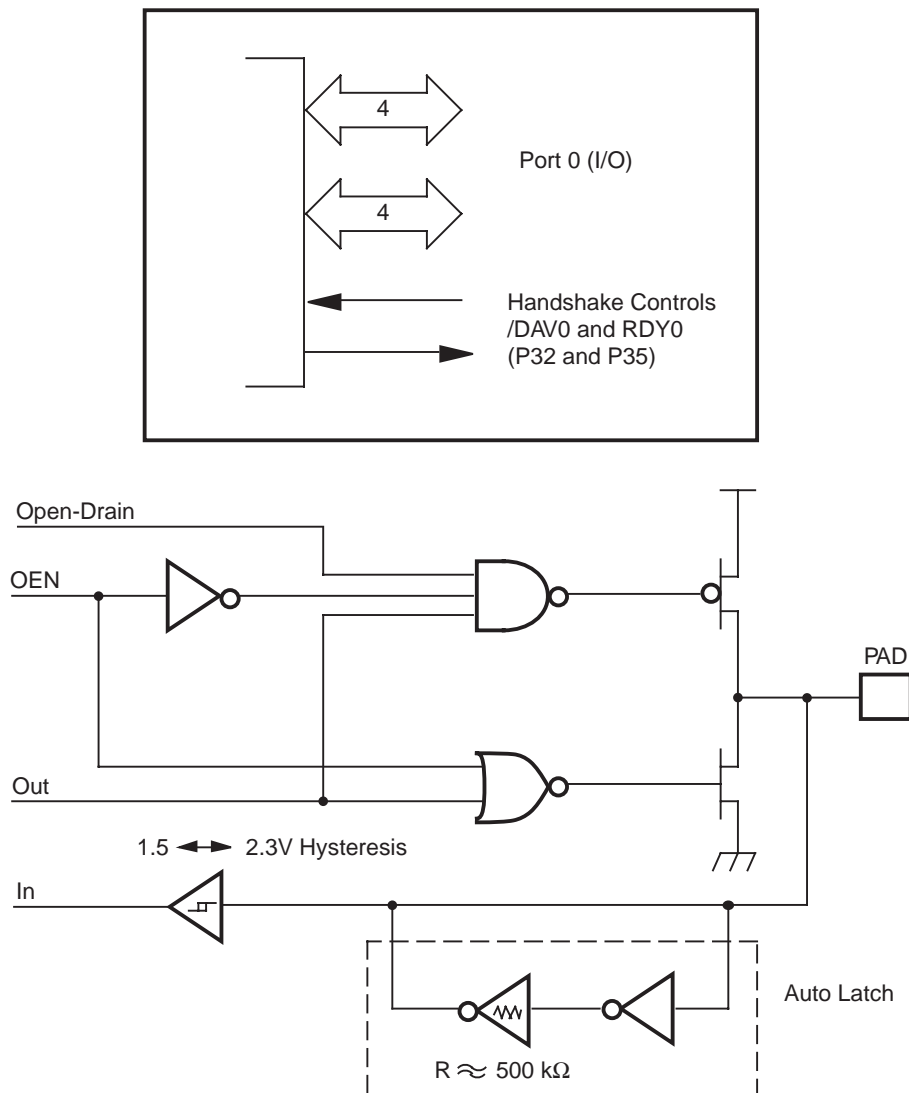 4
Port 0 (I/O)
4
Handshake Controls
/DAV0 and RDY0
(P32 and P35)
Open-Drain
OEN
PAD
Out
1.5 ◄► 2.3V Hysteresis
In
Auto Latch
R ≈ 500 kΩ